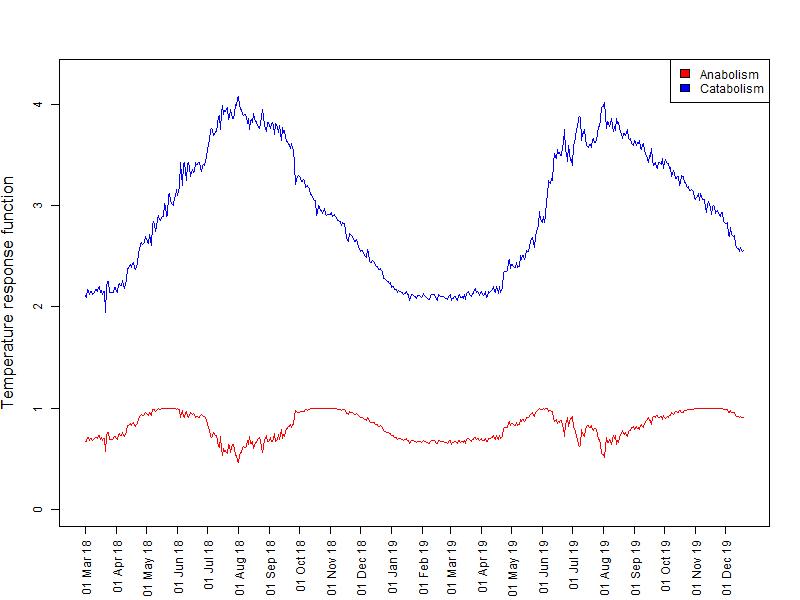 Anabolism
Catabolism
Temperature response function
4
3
2
1
0
01 Mar 18
01 Apr 18
01 May 18
01 Jun 18
01 Jul 18
01 Aug 18
01 Sep 18
01 Oct 18
01 Nov 18
01 Dec 18
01 Jan 19
01 Feb 19
01 Mar 19
01 Apr 19
01 May 19
01 Jun 19
01 Jul 19
01 Aug 19
01 Sep 19
01 Oct 19
01 Nov 19
01 Dec 19